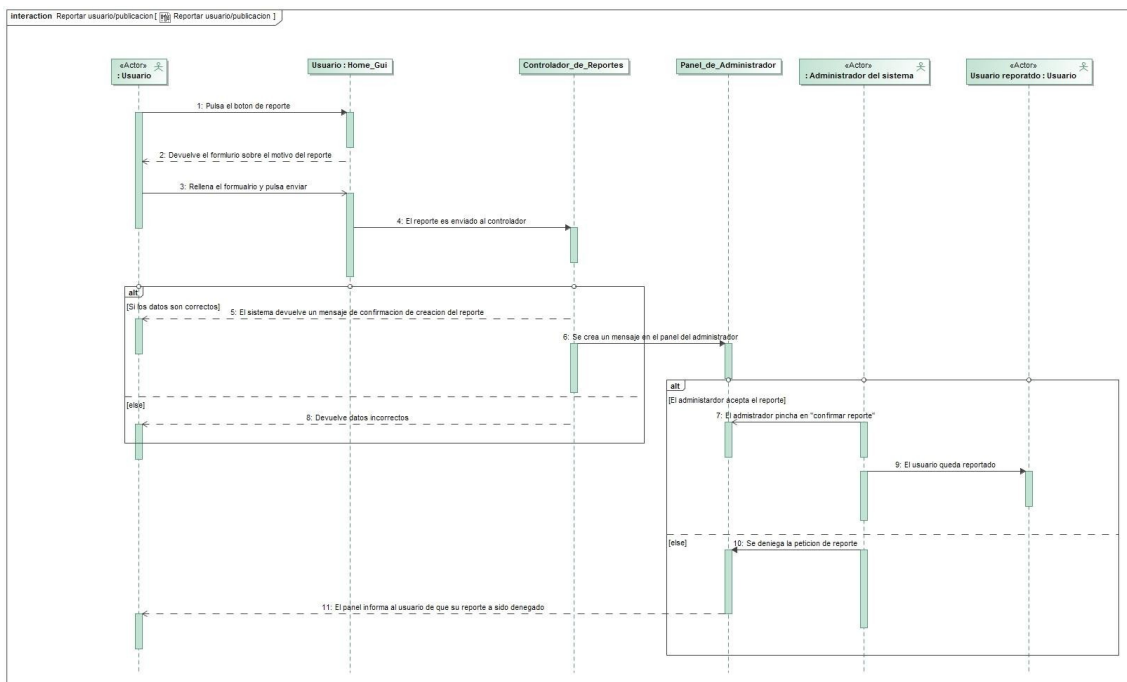 interaction Reportar usuario/publicacion [ Reportar usuario/publicacion ]
«Actor»
: Usuario
Usuario : Home_Gui
Controlador_de_Reportes
Panel_de_Administrador
«Actor»
: Administrador del sistema
«Actor»
Usuario reporatdo : Usuario
1: Pulsa el boton de reporte
2: Devuelve el formlurio sobre el motivo del reporte
3: Rellena el formualrio y pulsa enviar
4: El reporte es enviado al controlador
alt
[Si los datos son correctos]
5: El sistema devuelve un mensaje de confirmacion de creacion del reporte
6: Se crea un mensaje en el panel del administrador
alt
[El administardor acepta el reporte]
[else]
7: El admistrador pincha en "confirmar reporte"
8: Devuelve datos incorrectos
9: El usuario queda reportado
[else]
10: Se deniega la peticion de reporte
11: El panel informa al usuario de que su reporte a sido denegado